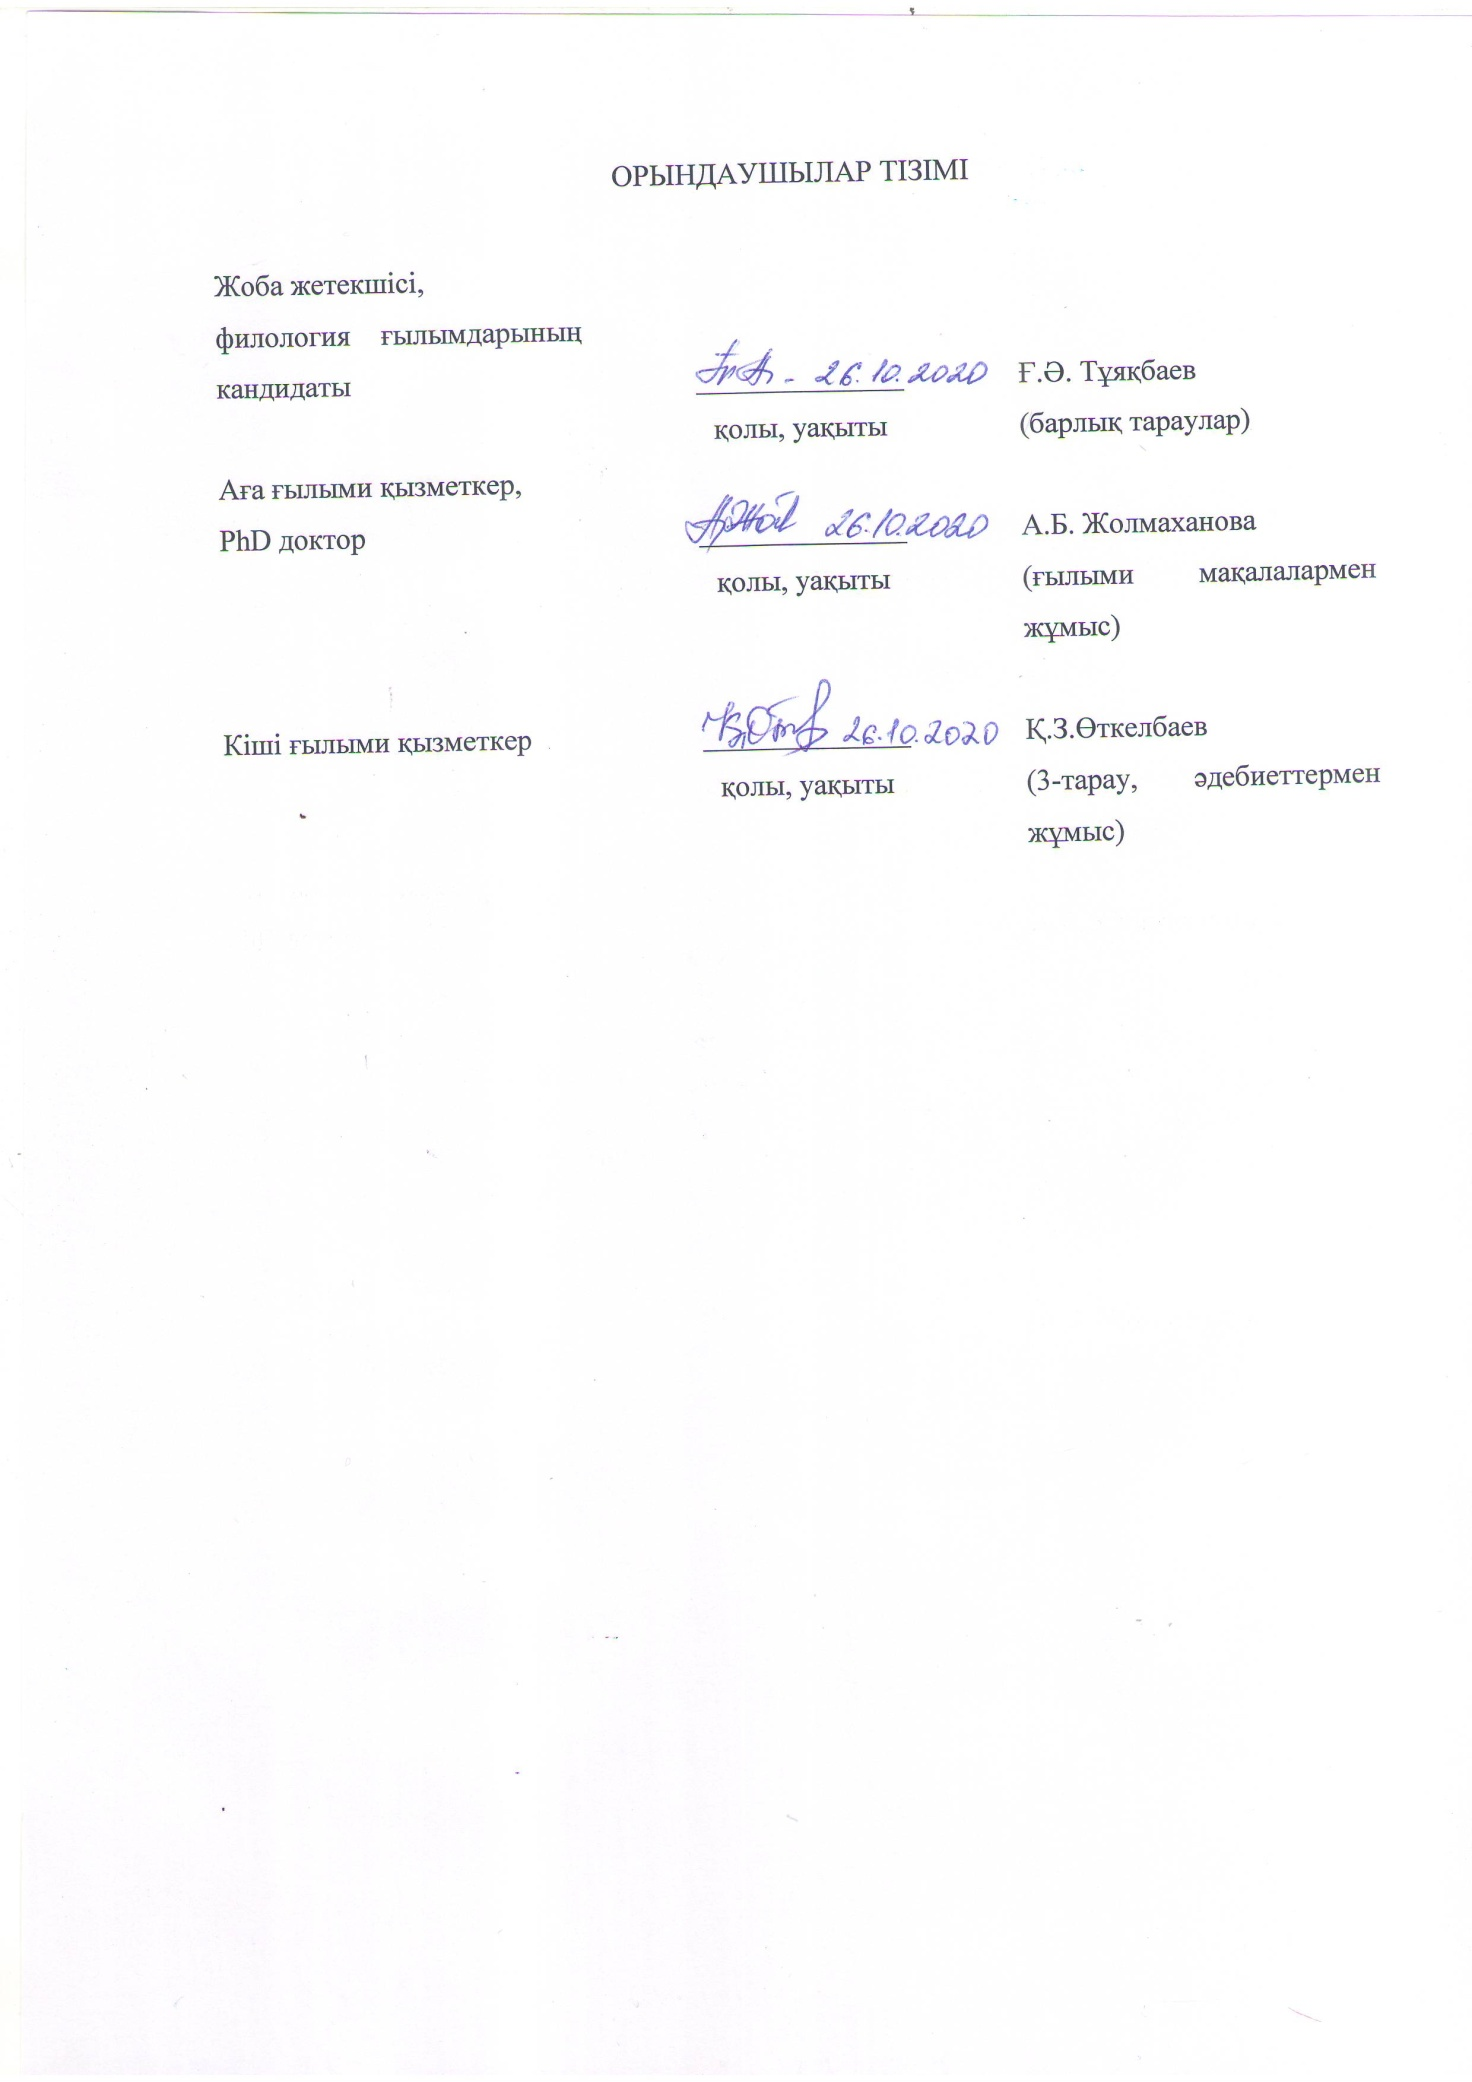 ОРЫНДАУШЫЛАР ТІЗІМІ
Жоба жетекшісі,
филология ғылымдарының
кандидаты
26.10.2020
Ғ.Ә. Тұяқбаев
қолы, уақыты
(барлық тараулар)
Аға ғылыми қызметкер,
PhD доктор
26.10.2020
А.Б. Жолмаханова
қолы, уақыты
(ғылыми мақалалармен
жұмыс)
Кіші ғылыми қызметкер
26.10.2020
Қ.З.Өткелбаев
қолы, уақыты
(3-тарау, әдебиеттермен
жұмыс)